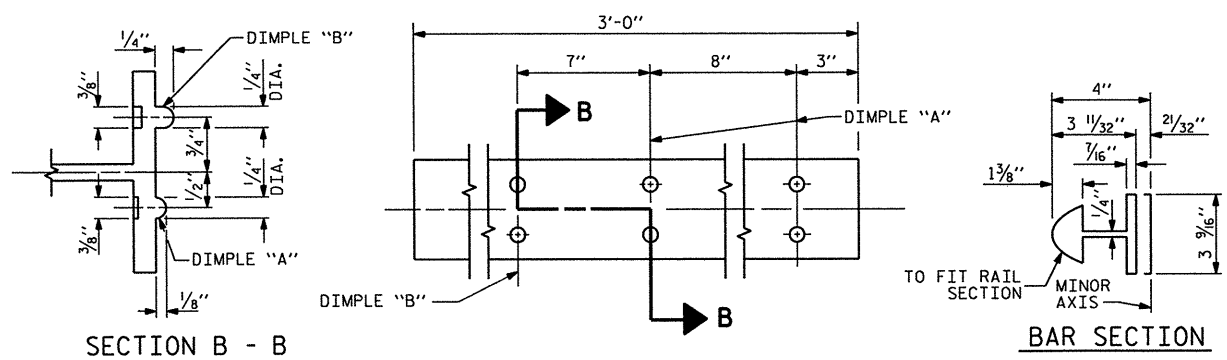 1/4"
DIMPLE "B"
3/8"
1/4" DIA.
3/4"
1/2"
1/4" DIA.
3/8"
DIMPLE "A"
1/8"
SECTION B - B
3'-0"
7"
8"
3"
B
DIMPLE "A"
DIMPLE "B"
B
4"
3 11/32"
21/32"
7/16"
1 3/8"
1/4"
3 9/16"
TO FIT RAIL
SECTION
MINOR
AXIS
BAR SECTION